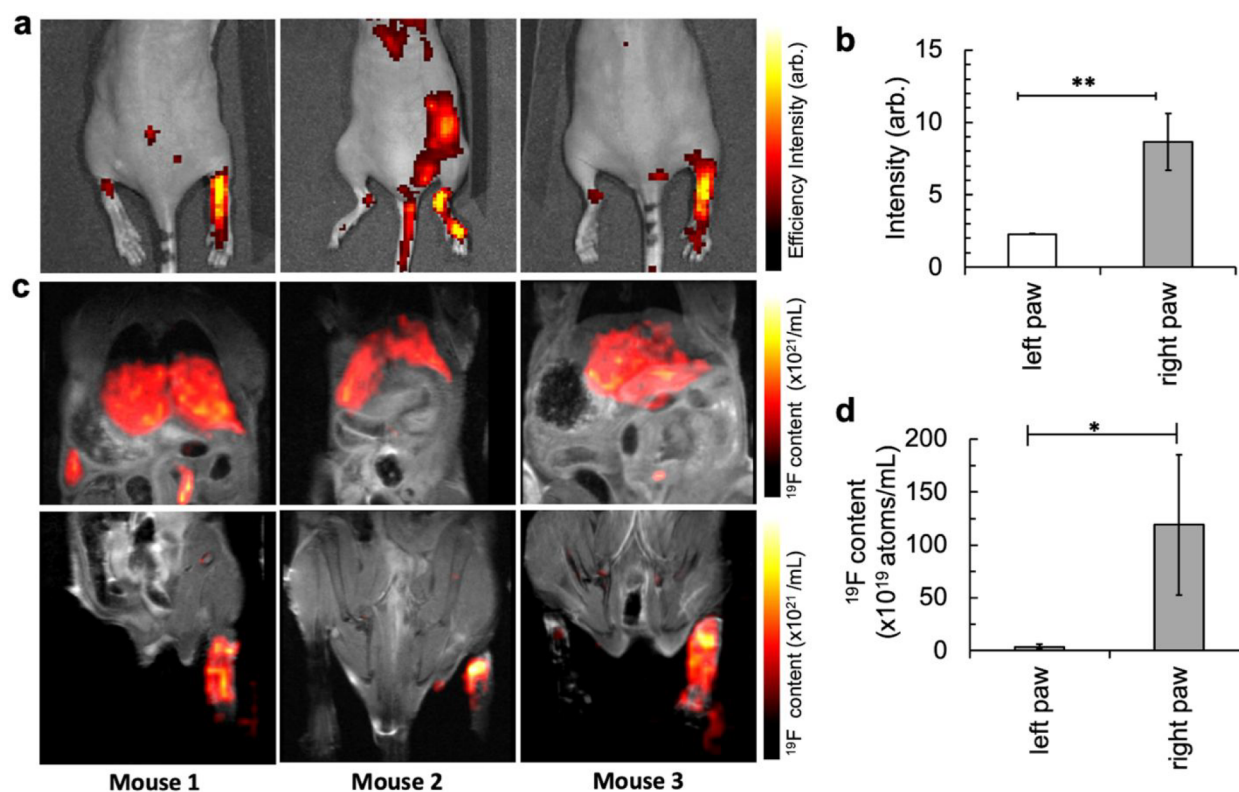 a
Efficiency Intensity (arb.)
b
Intensity (arb.)
15
10
5
0
**
left paw
right paw
c
¹⁹F content (x10²¹/mL)
¹⁹F content (x10²¹/mL)
d
¹⁹F content
(x10¹⁹ atoms/mL)
200
150
100
50
0
*
left paw
right paw
Mouse 1
Mouse 2
Mouse 3